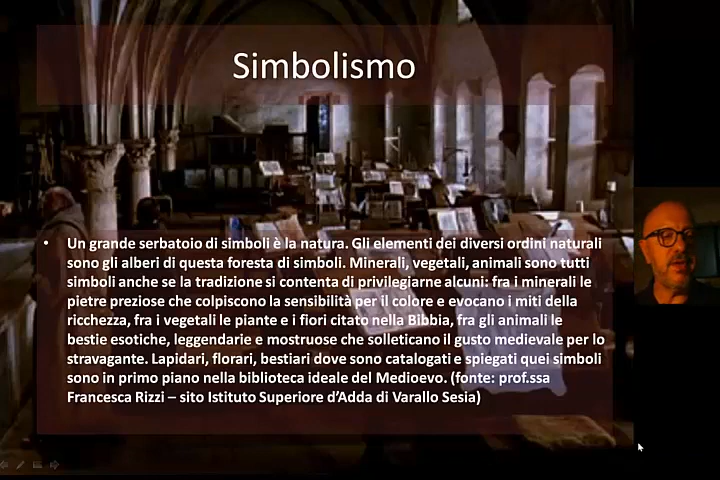 Simbolismo
• Un grande serbatoio di simboli è la natura. Gli elementi dei diversi ordini naturali
sono gli alberi di questa foresta di simboli. Minerali, vegetali, animali sono tutti
simboli anche se la tradizione si contenta di privilegiarne alcuni: fra i minerali le
pietre preziose che colpiscono la sensibilità per il colore e evocano i miti della
ricchezza, fra i vegetali le piante e i fiori citato nella Bibbia, fra gli animali le
bestie esotiche, leggendarie e mostruose che solleticano il gusto medievale per lo
stravagante. Lapidari, florari, bestiari dove sono catalogati e spiegati quei simboli
sono in primo piano nella biblioteca ideale del Medioevo. (fonte: prof.ssa
Francesca Rizzi – sito Istituto Superiore d'Adda di Varallo Sesia)